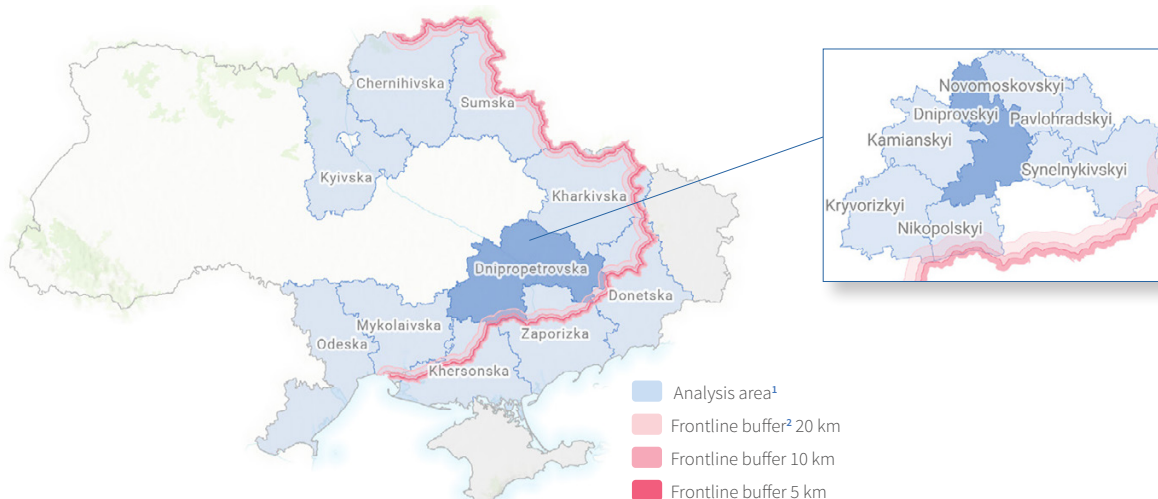 Chernihivska
Sumska
Kyivska
Kharkivska
Dnipropetrovska
Donetska
Mykolaivska
Odeska
Zaporizka
Khersonska
Novomoskovskyi
Dniprovskyi
Pavlohradskyi
Kamianskyi
Synelnykivskyi
Kryvorizkyi
Nikopolskyi
Analysis area¹
Frontline buffer² 20 km
Frontline buffer 10 km
Frontline buffer 5 km